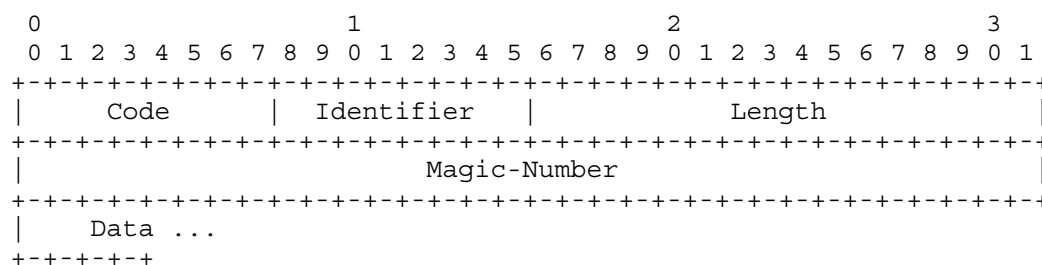 0                   1                   2                   3
 0 1 2 3 4 5 6 7 8 9 0 1 2 3 4 5 6 7 8 9 0 1 2 3 4 5 6 7 8 9 0 1
+-+-+-+-+-+-+-+-+-+-+-+-+-+-+-+-+-+-+-+-+-+-+-+-+-+-+-+-+-+-+-+-+
|     Code      |  Identifier   |            Length             |
+-+-+-+-+-+-+-+-+-+-+-+-+-+-+-+-+-+-+-+-+-+-+-+-+-+-+-+-+-+-+-+-+
|                         Magic-Number                          |
+-+-+-+-+-+-+-+-+-+-+-+-+-+-+-+-+-+-+-+-+-+-+-+-+-+-+-+-+-+-+-+-+
|    Data ...
+-+-+-+-+